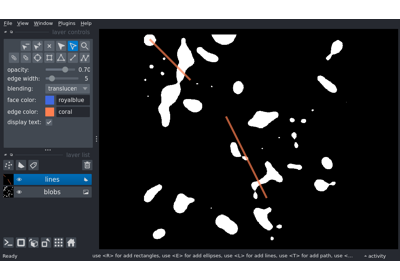 File View Window Plugins Help
layer controls
opacity: 0.70
edge width: 5
blending: translucen
face color: royalblue
edge color: coral
display text:
layer list
lines
blobs
Ready use <R> for add rectangles, use <E> for add ellipses, use <L> for add lines, use <T> for add path, use <... activity